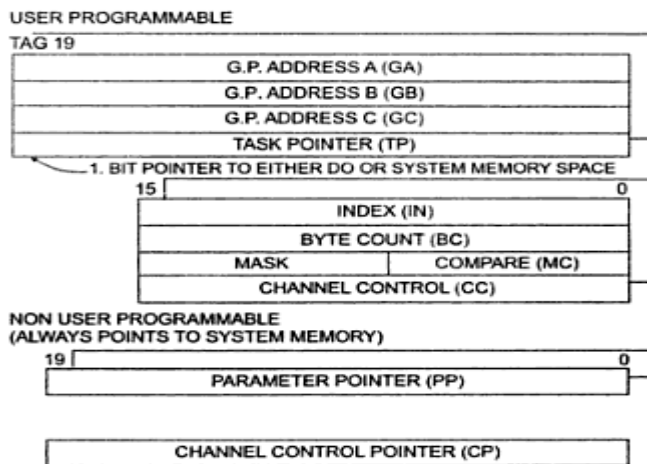 USER PROGRAMMABLE
TAG 19
G.P. ADDRESS A (GA)
G.P. ADDRESS B (GB)
G.P. ADDRESS C (GC)
TASK POINTER (TP)
1. BIT POINTER TO EITHER DO OR SYSTEM MEMORY SPACE
15 0
INDEX (IN)
BYTE COUNT (BC)
MASK COMPARE (MC)
CHANNEL CONTROL (CC)
NON USER PROGRAMMABLE
(ALWAYS POINTS TO SYSTEM MEMORY)
19 0
PARAMETER POINTER (PP)
CHANNEL CONTROL POINTER (CP)